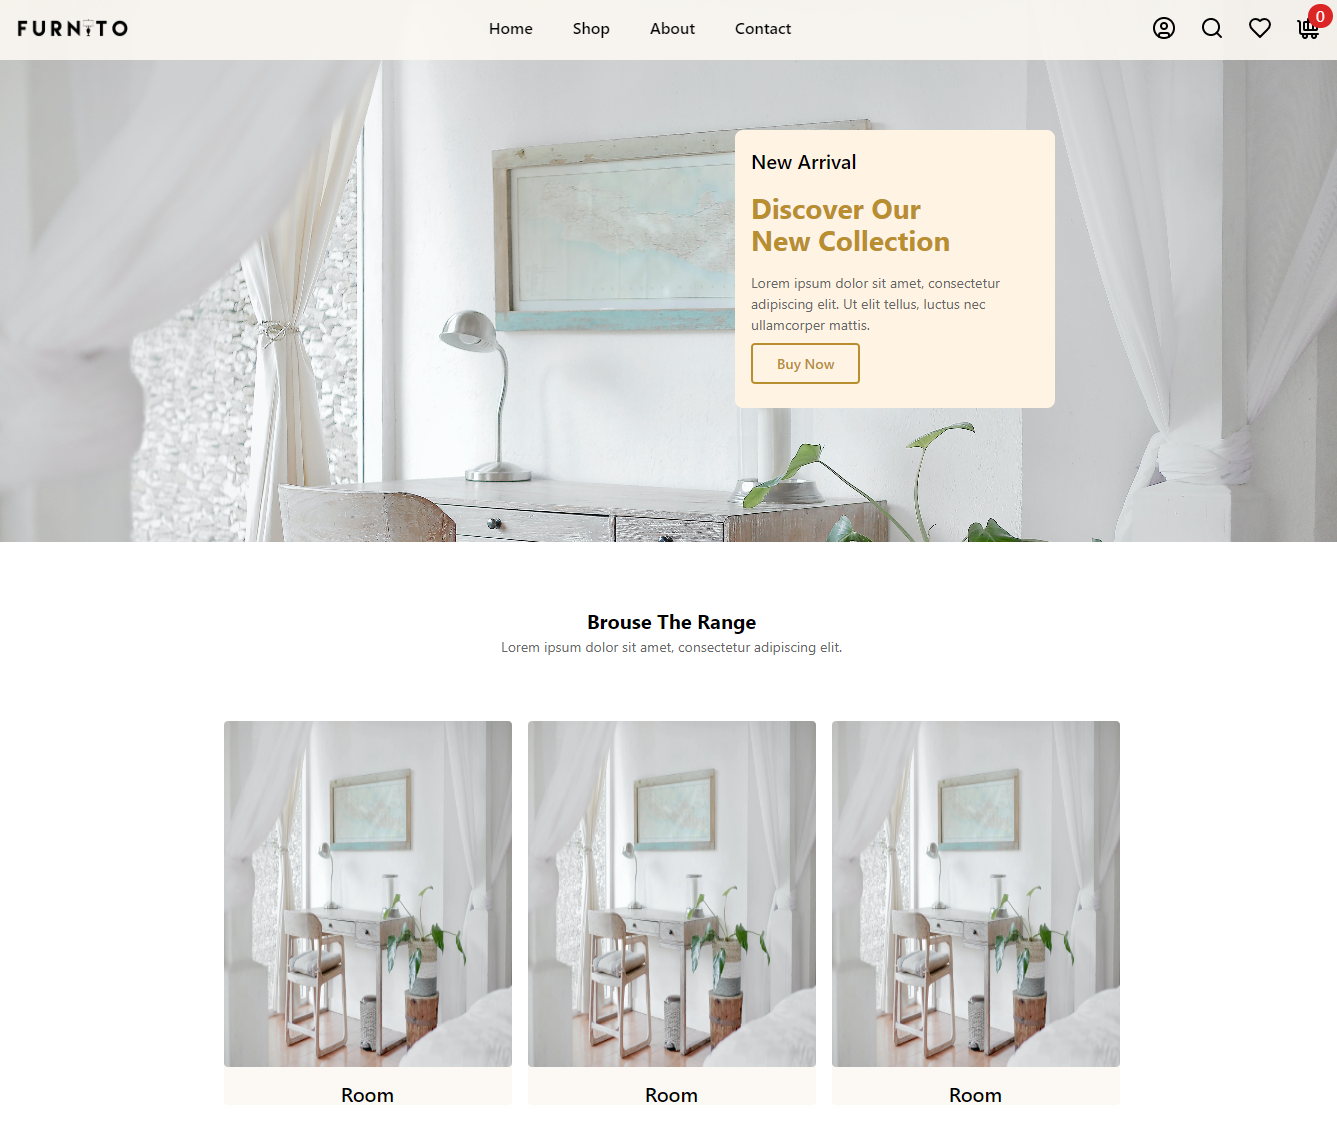 FURNITO
Home
Shop
About
Contact
0
New Arrival
Discover Our
New Collection
Lorem ipsum dolor sit amet, consectetur
adipiscing elit. Ut elit tellus, luctus nec
ullamcorper mattis.
Buy Now
Brouse The Range
Lorem ipsum dolor sit amet, consectetur adipiscing elit.
Room
Room
Room